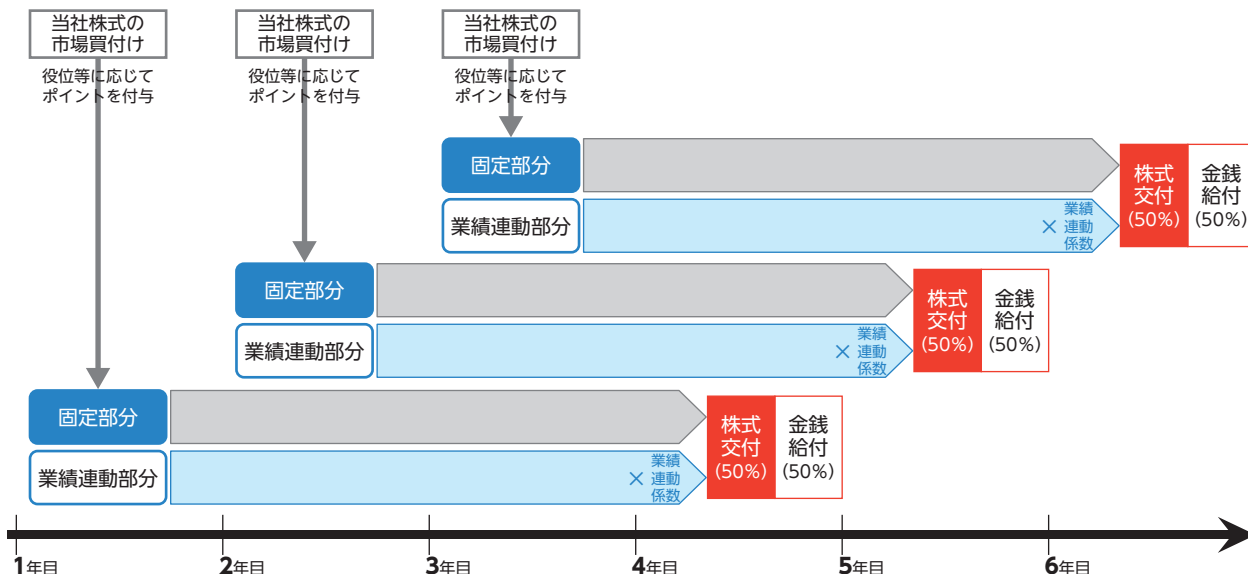 当社株式の
市場買付け
役位等に応じて
ポイントを付与
当社株式の
市場買付け
役位等に応じて
ポイントを付与
当社株式の
市場買付け
役位等に応じて
ポイントを付与
固定部分
業績連動部分
×
業績
連動
係数
株式
交付
(50%)
金銭
給付
(50%)
固定部分
業績連動部分
×
業績
連動
係数
株式
交付
(50%)
金銭
給付
(50%)
固定部分
業績連動部分
×
業績
連動
係数
株式
交付
(50%)
金銭
給付
(50%)
1年目
2年目
3年目
4年目
5年目
6年目